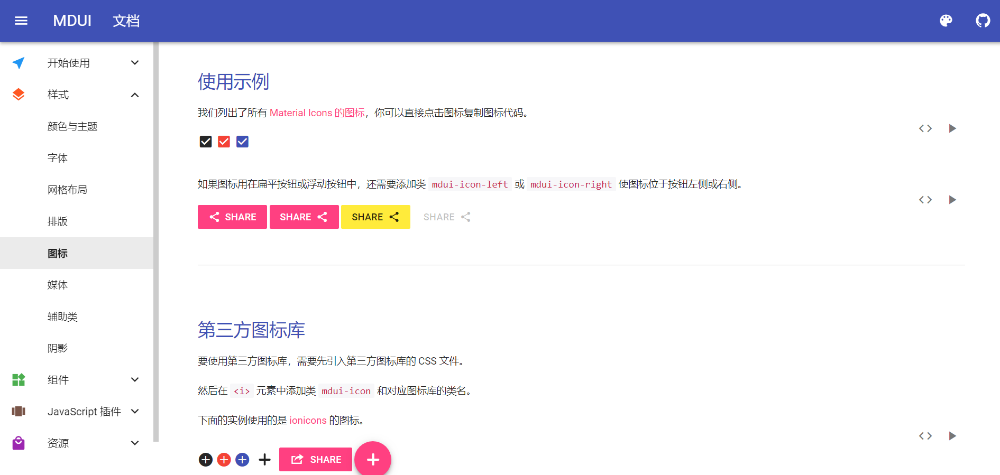 MDUI 文档
开始使用
样式
颜色与主题
字体
网格布局
排版
图标
媒体
辅助类
阴影
组件
JavaScript 插件
资源
使用示例
我们列出了所有 Material Icons 的图标，你可以直接点击图标复制图标代码。
如果图标用在扁平按钮或浮动按钮中，还需要添加类 mdui-icon-left 或 mdui-icon-right 使图标位于按钮左侧或右侧。
SHARE SHARE SHARE SHARE
第三方图标库
要使用第三方图标库，需要先引入第三方图标库的 CSS 文件。
然后在 <i> 元素中添加类 mdui-icon 和对应图标库的类名。
下面的实例使用的是 ionicons 的图标。
SHARE